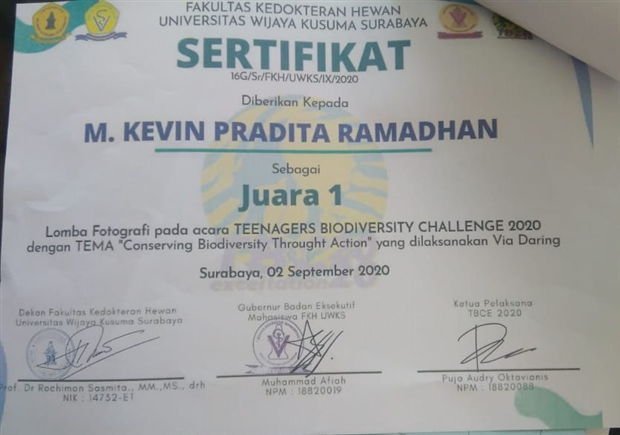 FAKULTAS KEDOKTERAN HEWAN
UNIVERSITAS WIJAYA KUSUMA SURABAYA
SERTIFIKAT
16G/Sr/FKH/UWKS/IX/2020
Diberikan Kepada
M. KEVIN PRADITA RAMADHAN
Sebagai
Juara 1
Lomba Fotografi pada acara TEENAGERS BIODIVERSITY CHALLENGE 2020
dengan TEMA "Conserving Biodiversity Throught Action" yang dilaksanakan Via Daring
Surabaya, 02 September 2020
Dekan Fakultas Kedokteran Hewan
Universitas Wijaya Kusuma Surabaya
Prof. Dr Rochiman Sasmita., MM.,MS., drh
NIK : 14752-ET
Gubernur Badan Eksekutif
Mahasiswa FKH UWKS
Muhammad Afiah
NPM : 18820019
Ketua Pelaksana
TBCE 2020
Puja Audry Oktavianis
NPM : 18820088